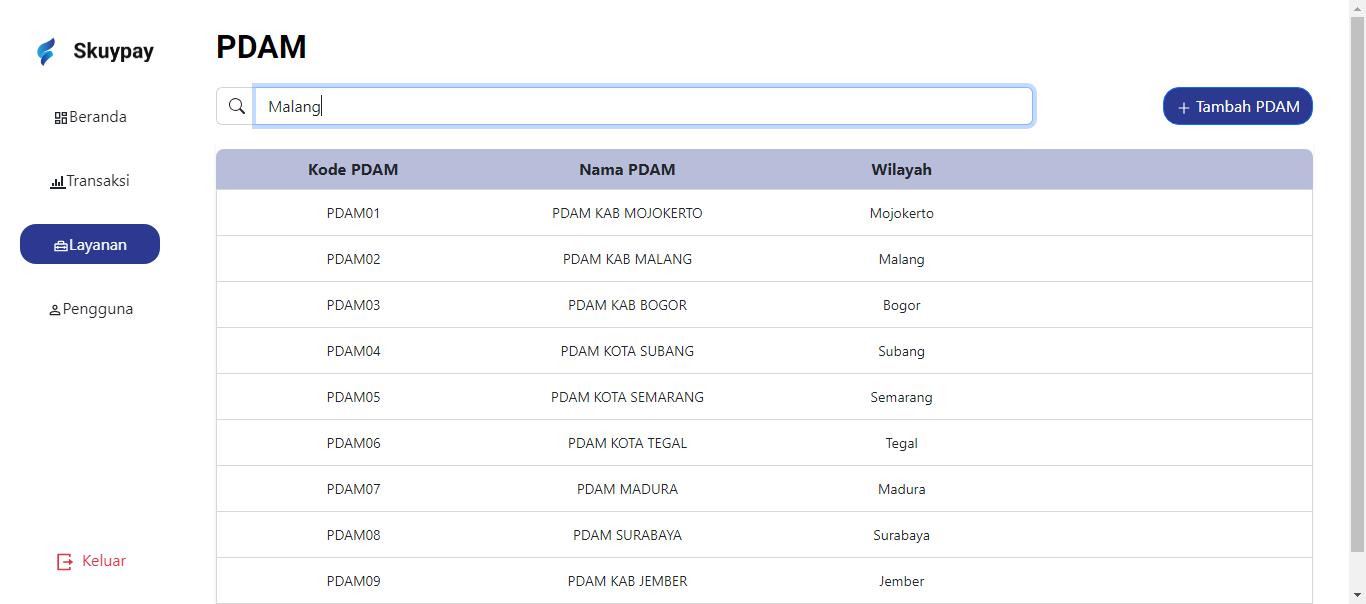 Skuypay
Beranda
Transaksi
Layanan
Pengguna
Keluar
PDAM
Malang
+ Tambah PDAM
Kode PDAM Nama PDAM Wilayah
PDAM01 PDAM KAB MOJOKERTO Mojokerto
PDAM02 PDAM KAB MALANG Malang
PDAM03 PDAM KAB BOGOR Bogor
PDAM04 PDAM KOTA SUBANG Subang
PDAM05 PDAM KOTA SEMARANG Semarang
PDAM06 PDAM KOTA TEGAL Tegal
PDAM07 PDAM MADURA Madura
PDAM08 PDAM SURABAYA Surabaya
PDAM09 PDAM KAB JEMBER Jember